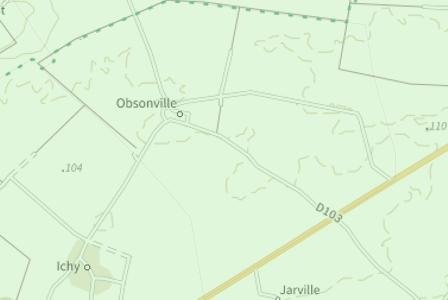 t
Obsonville
.110
.104
D103
Ichy
Jarville